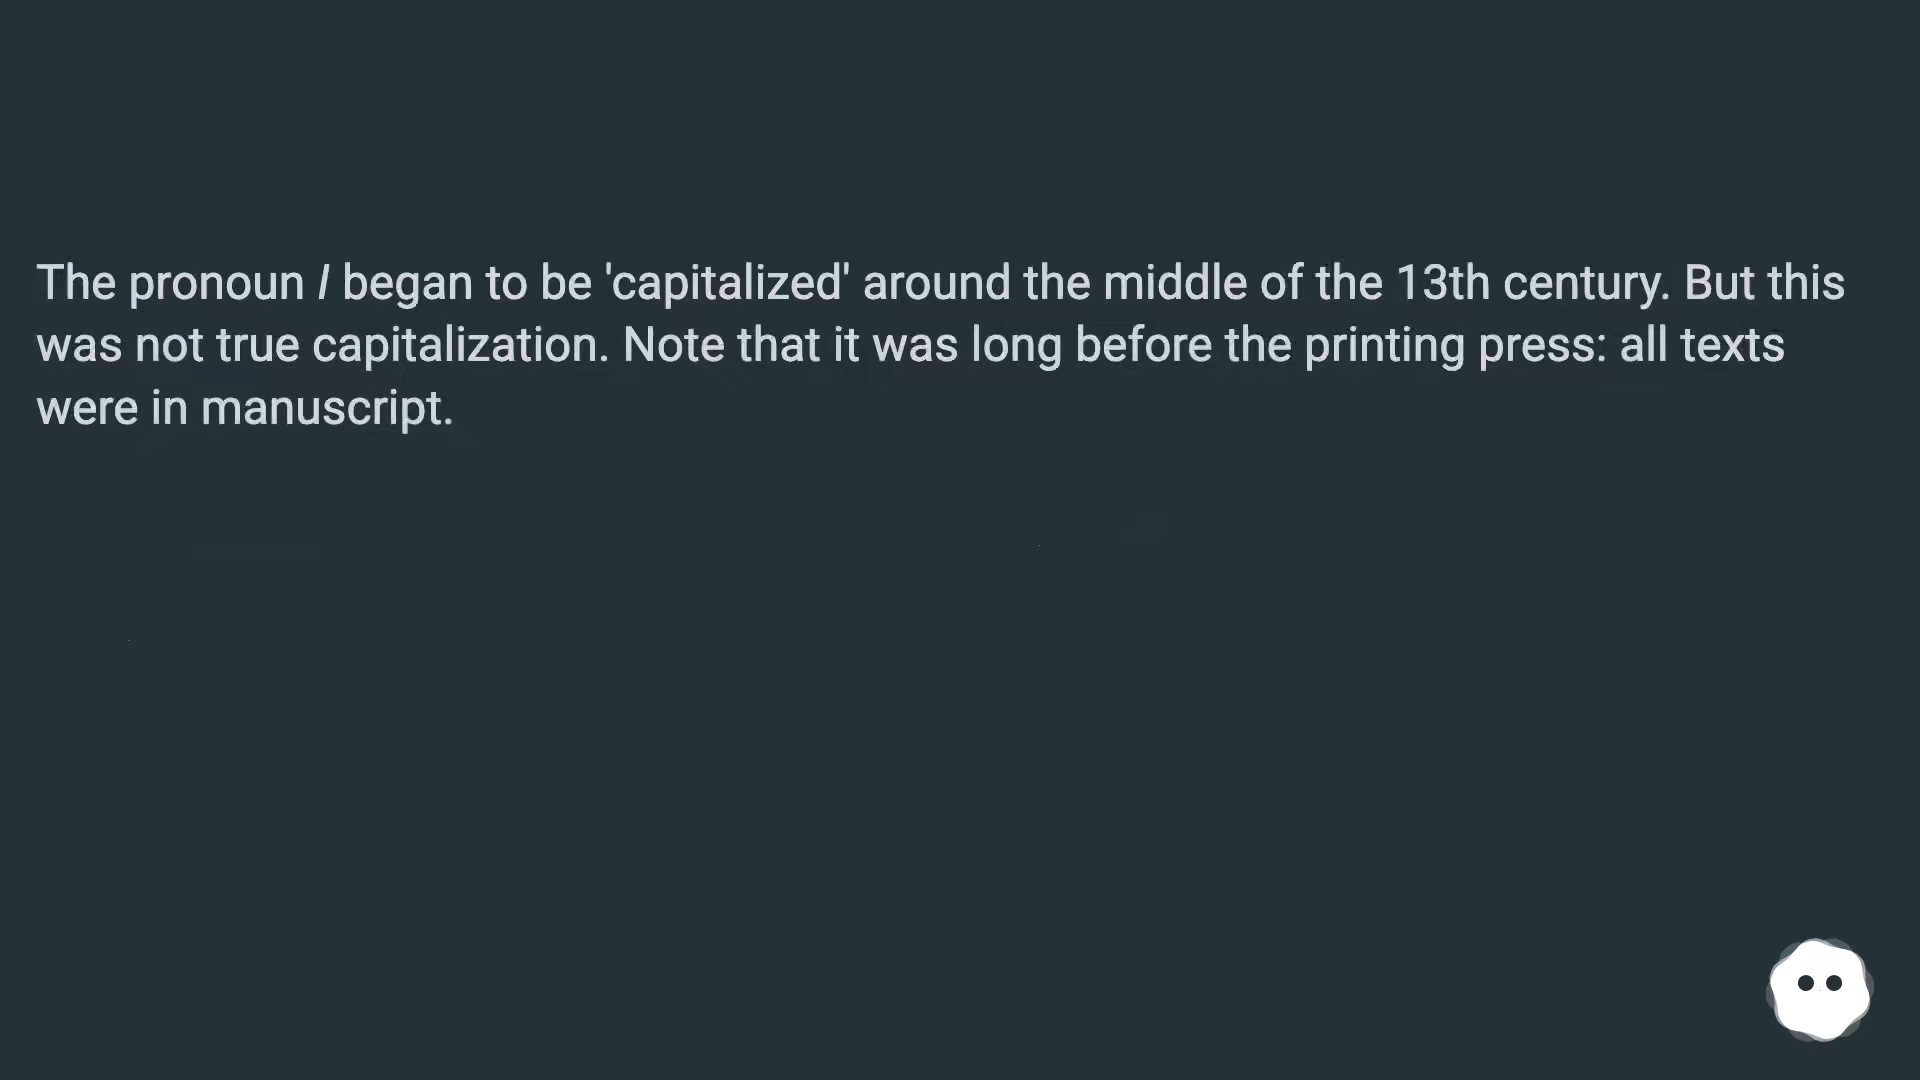 The pronoun I began to be 'capitalized' around the middle of the 13th century. But this
was not true capitalization. Note that it was long before the printing press: all texts
were in manuscript.